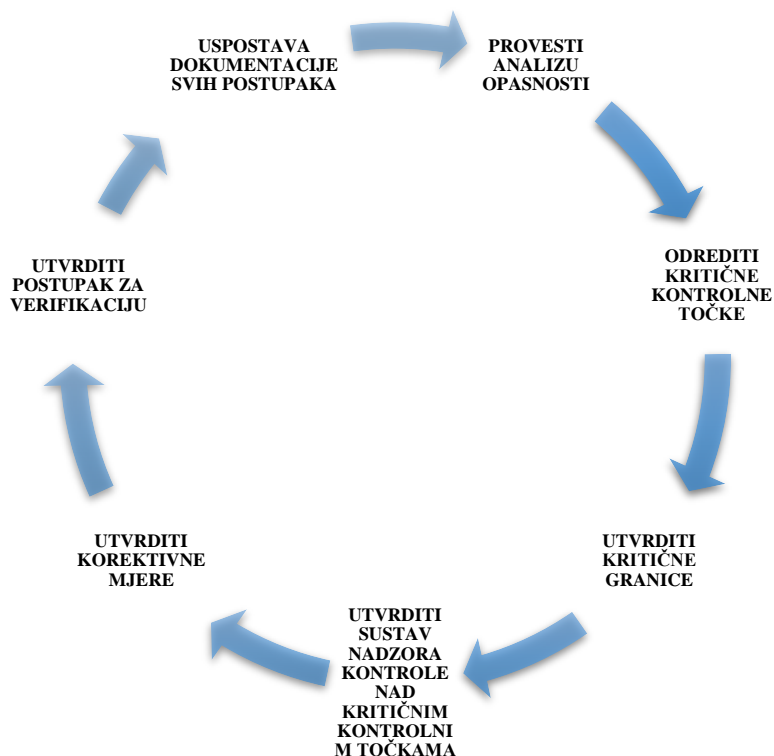 USPOSTAVA
DOKUMENTACIJE
SVIH POSTUPAKA
PROVESTI
ANALIZU
OPASNOSTI
ODREDITI
KRITIČNE
KONTROLNE
TOČKE
UTVRDITI
KRITIČNE
GRANICE
UTVRDITI
SUSTAV
NADZORA
KONTROLE
NAD
KRITIČNIM
KONTROLNI
M TOČKAMA
UTVRDITI
KOREKTIVNE
MJERE
UTVRDITI
POSTUPAK ZA
VERIFIKACIJU